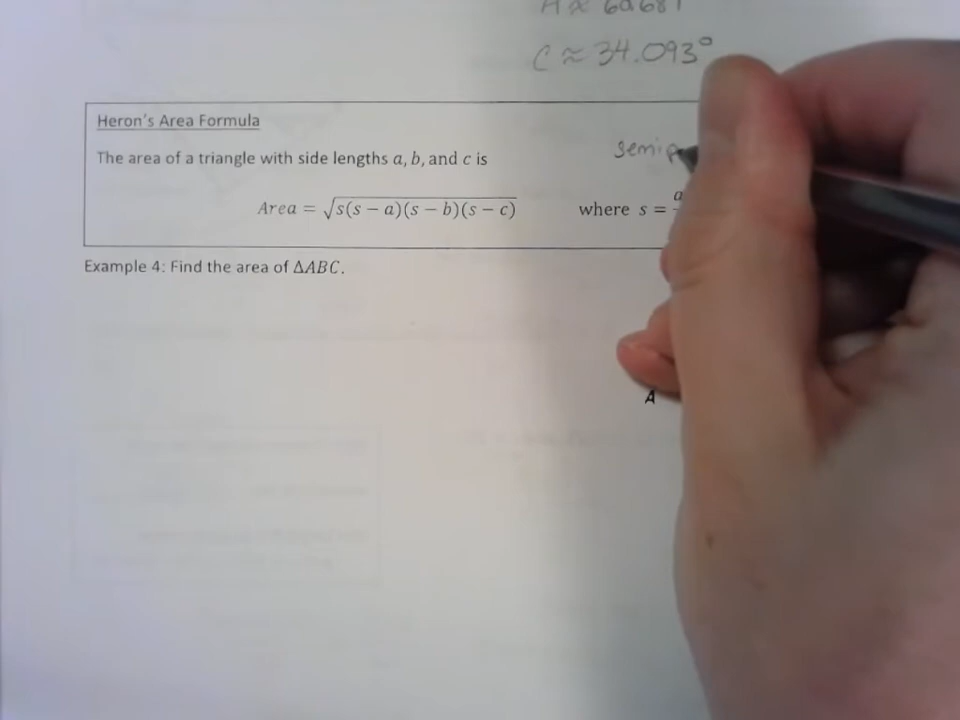 C ≈ 34.093°
Heron's Area Formula
The area of a triangle with side lengths a, b, and c is
semip
Area = √s(s − a)(s − b)(s − c) where s = a
Example 4: Find the area of ΔABC.
A